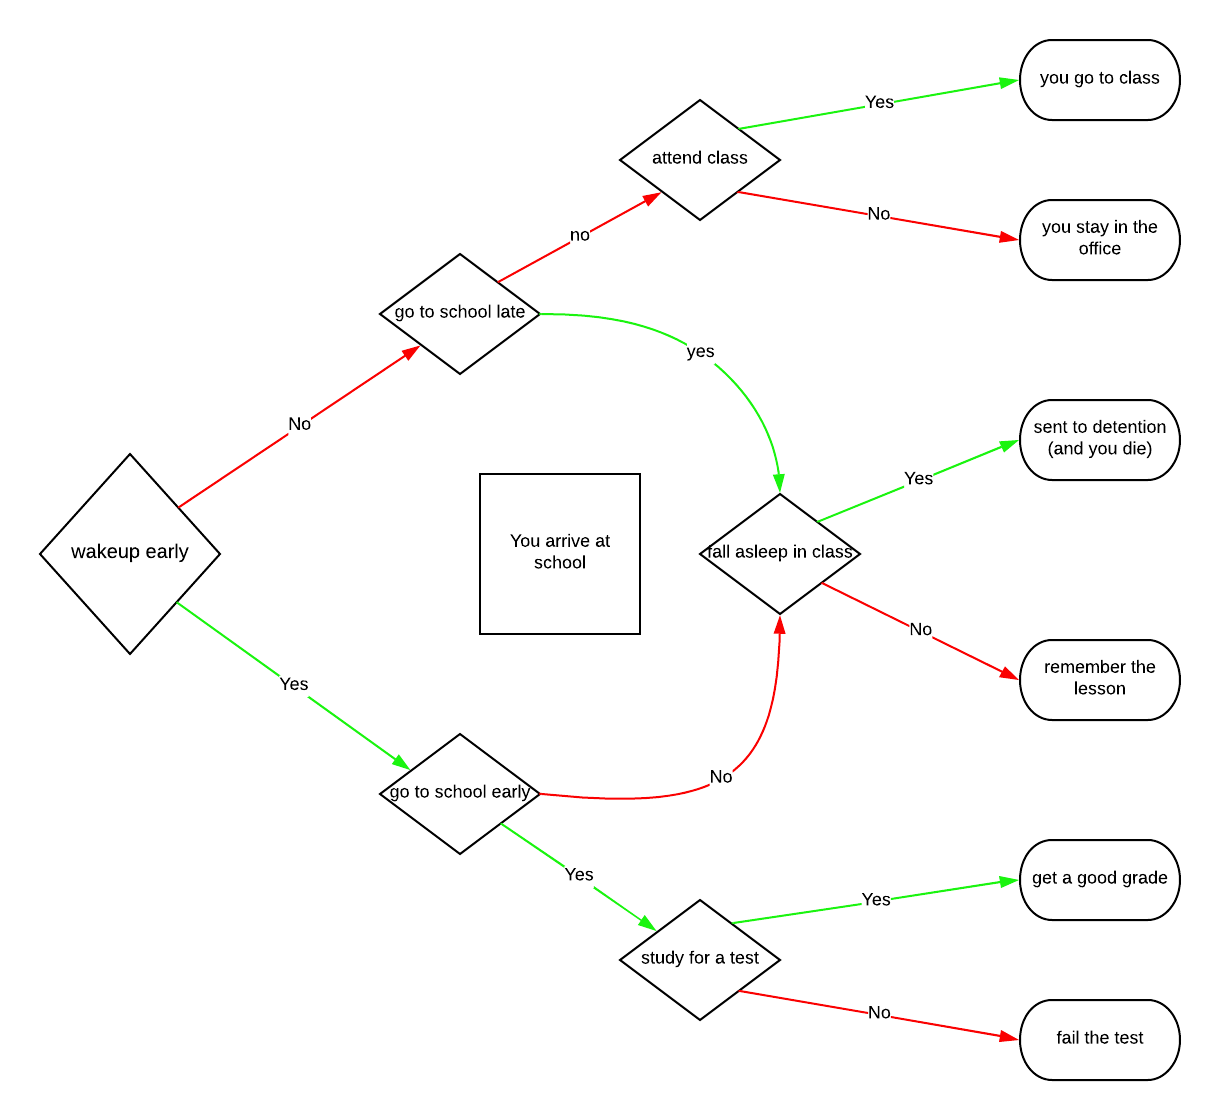 you go to class
Yes
attend class
No
you stay in the
office
no
go to school late
yes
No
sent to detention
(and you die)
Yes
wakeup early
You arrive at
school
fall asleep in class
No
remember the
lesson
Yes
go to school early
No
Yes
get a good grade
Yes
study for a test
No
fail the test